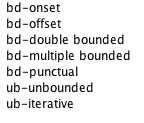 bd-onset
bd-offset
bd-double bounded
bd-multiple bounded
bd-punctual
ub-unbounded
ub-iterative